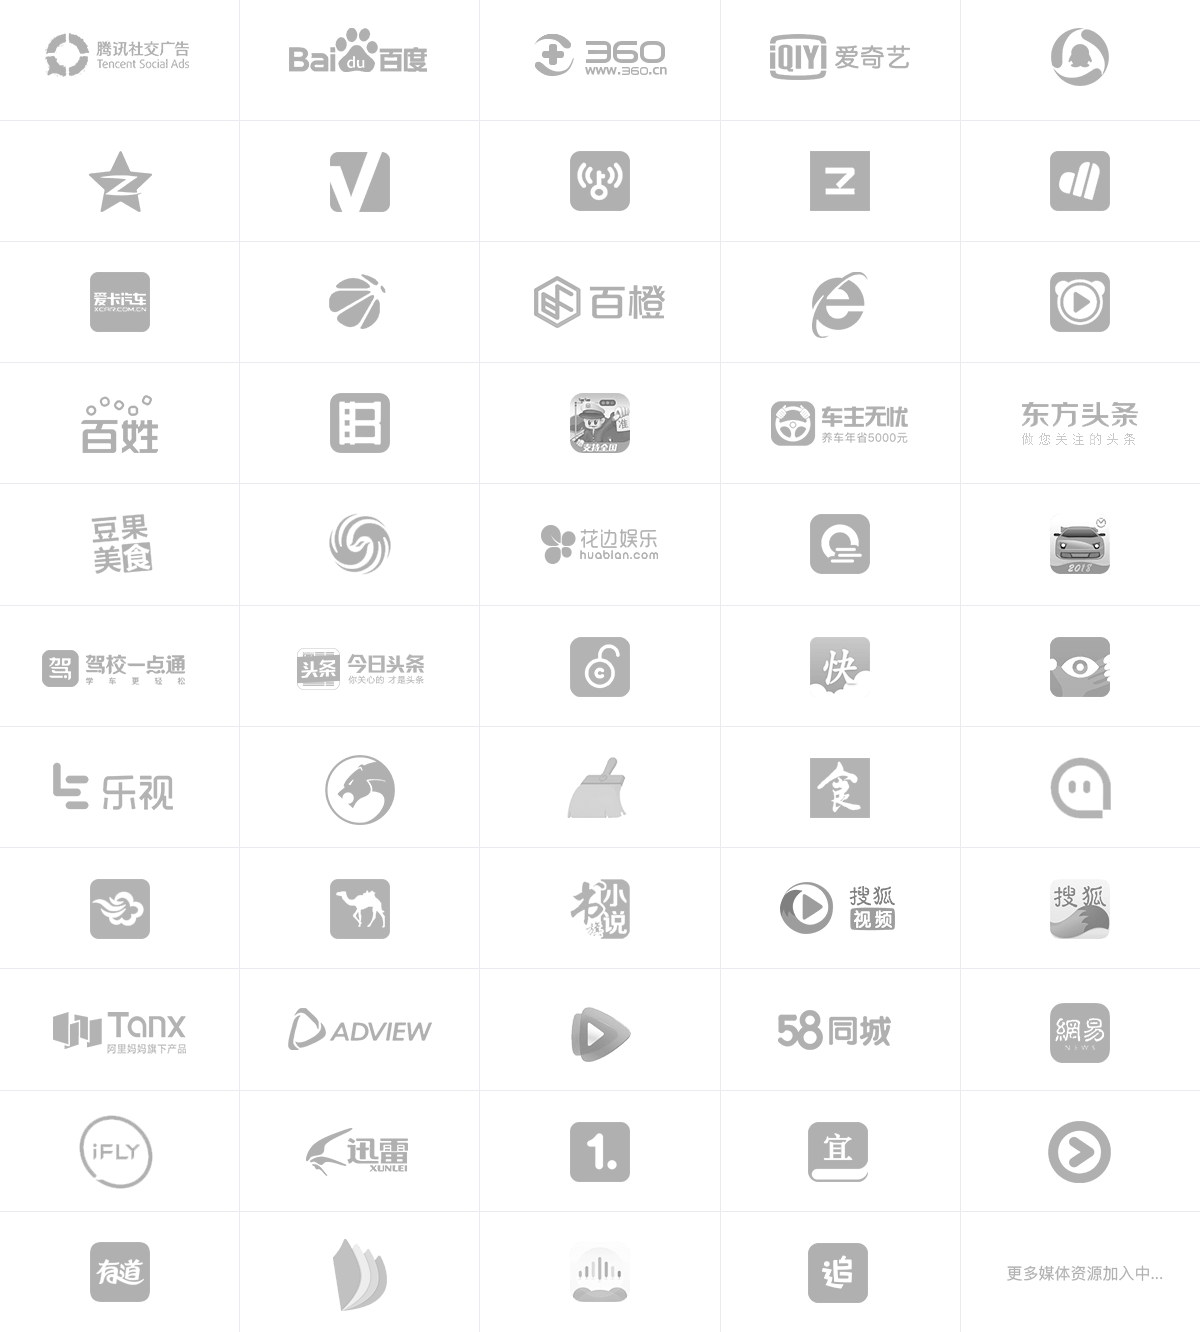 腾讯社交广告
Tencent Social Ads
Bai du 百度
360
www.360.cn
iQIYI 爱奇艺
爱卡汽车
XCAR.COM.CN
百橙
百姓
准
支持全国
车主无忧
养车年省5000元
东方头条
做您关注的头条
豆果
美食
花边娱乐
huabian.com
2018
驾 驾校一点通
学车更轻松
头条 今日头条
你关心的 才是头条
快
乐视
食
书旗小说
搜狐
视频
搜狐
Tanx
阿里妈妈旗下产品
ADVIEW
58同城
網易
NEWS
iFLY
迅雷
XUNLEI
1.
宜
有道
追
更多媒体资源加入中...